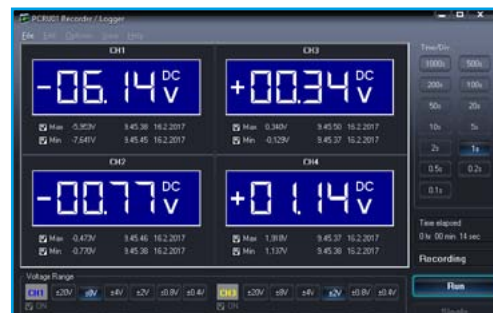 PCRU01 Recorder / Logger
File Edit Options View Help
CH1
-06.14 DC V
Max -5,953V 9.45.38 16.2.2017
Min -7,641V 9.45.45 16.2.2017
CH3
+00.34 DC V
Max 0,340V 9.45.50 16.2.2017
Min -0,129V 9.45.37 16.2.2017
CH2
-00.77 DC V
Max -0,473V 9.45.46 16.2.2017
Min -0,770V 9.45.38 16.2.2017
CH4
+01.14 DC V
Max 1,918V 9.45.37 16.2.2017
Min 1,137V 9.45.38 16.2.2017
Time/Div
1000s 500s
200s 100s
50s 20s
10s 5s
2s 1s
0.5s 0.2s
0.1s
Time elapsed
0 hr 00 min 14 sec
Recording
Run
Single
Voltage Range
CH1 ±20V ±8V ±4V ±2V ±0.8V ±0.4V
ON
CH3 ±20V ±8V ±4V ±2V ±0.8V ±0.4V
ON